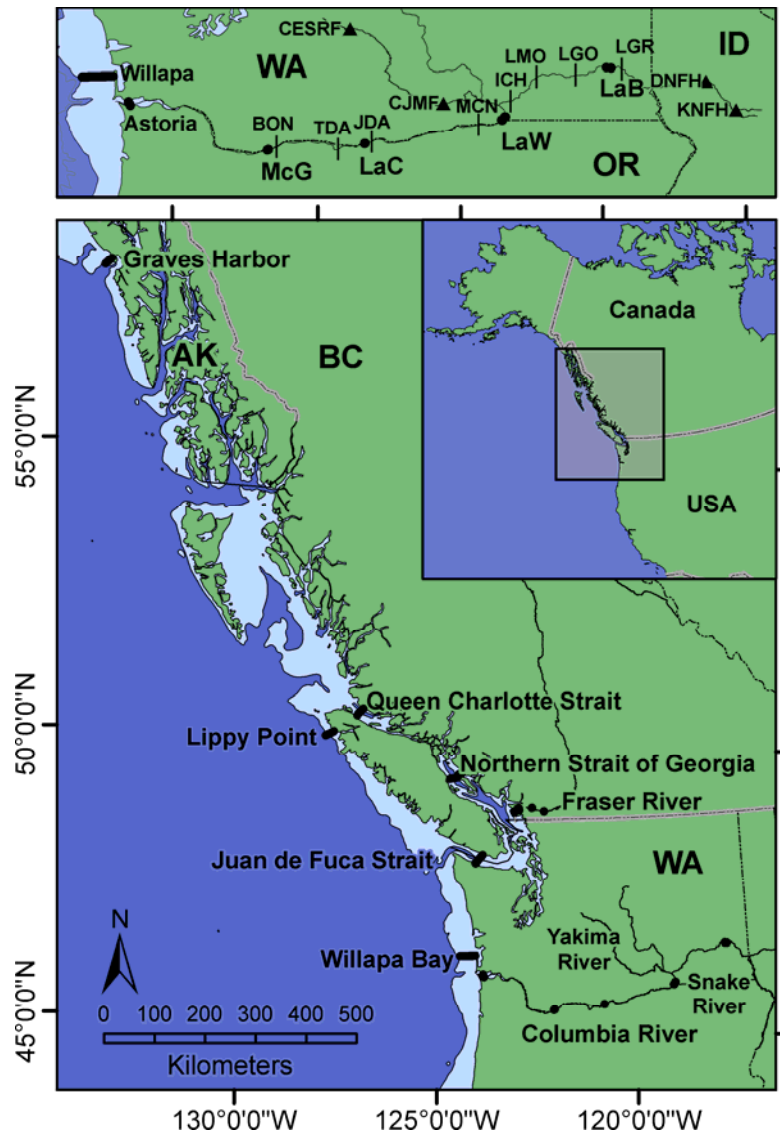 CESRF
WA
ID
LMO
LGO
LGR
Willapa
ICH
LaB
DNFH
Astoria
CJMF
MCN
KNFH
BON
TDA
JDA
LaW
McG
LaC
OR
Graves Harbor
Canada
AK
BC
55°0'0"N
USA
Queen Charlotte Strait
50°0'0"N
Lippy Point
Northern Strait of Georgia
Fraser River
Juan de Fuca Strait
WA
N
Willapa Bay
Yakima
River
Snake
River
0 100 200 300 400 500
Columbia River
45°0'0"N
Kilometers
130°0'0"W 125°0'0"W 120°0'0"W